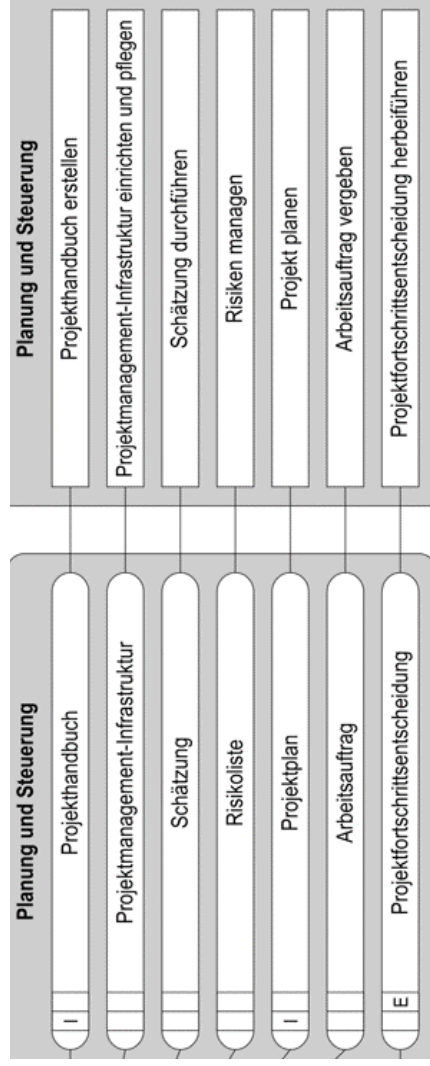 Planung und Steuerung
I Projekthandbuch
Projektmanagement-Infrastruktur
Schätzung
Risikoliste
I Projektplan
Arbeitsauftrag
E Projektfortschrittsentscheidung
Planung und Steuerung
Projekthandbuch erstellen
Projektmanagement-Infrastruktur einrichten und pflegen
Schätzung durchführen
Risiken managen
Projekt planen
Arbeitsauftrag vergeben
Projektfortschrittsentscheidung herbeiführen